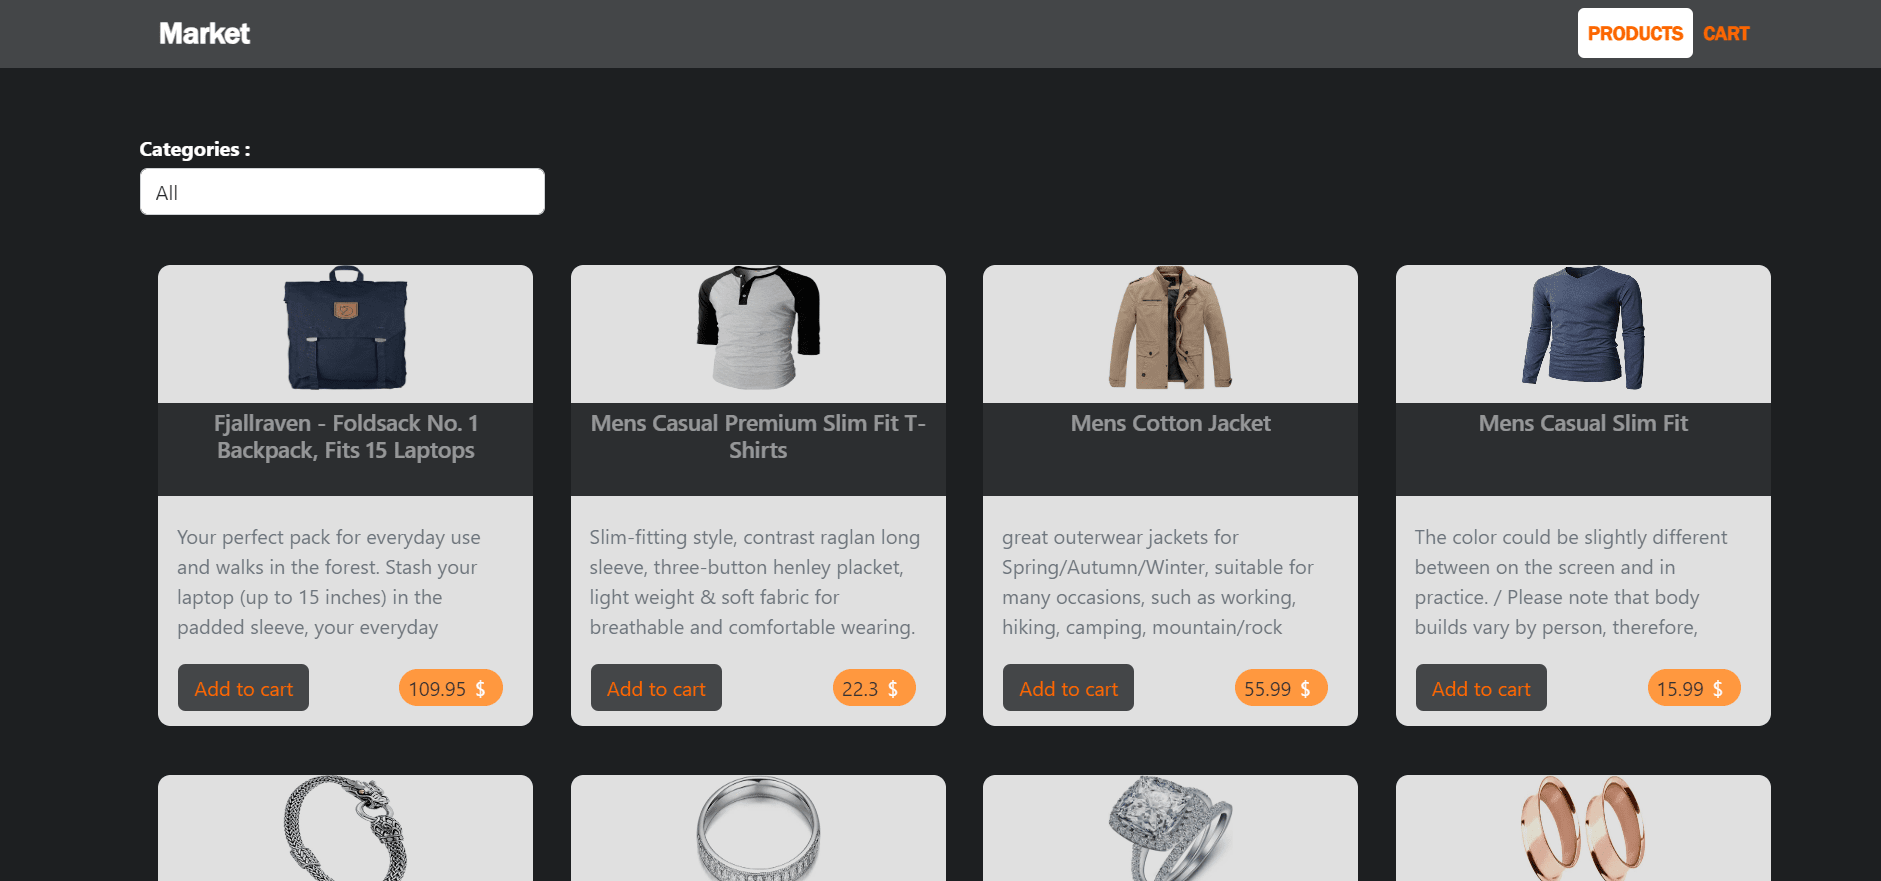 Market
PRODUCTS
CART
Categories :
All
Fjallraven - Foldsack No. 1
Backpack, Fits 15 Laptops
Your perfect pack for everyday use
and walks in the forest. Stash your
laptop (up to 15 inches) in the
padded sleeve, your everyday
Add to cart
109.95 $
Mens Casual Premium Slim Fit T-
Shirts
Slim-fitting style, contrast raglan long
sleeve, three-button henley placket,
light weight & soft fabric for
breathable and comfortable wearing.
Add to cart
22.3 $
Mens Cotton Jacket
great outerwear jackets for
Spring/Autumn/Winter, suitable for
many occasions, such as working,
hiking, camping, mountain/rock
Add to cart
55.99 $
Mens Casual Slim Fit
The color could be slightly different
between on the screen and in
practice. / Please note that body
builds vary by person, therefore,
Add to cart
15.99 $